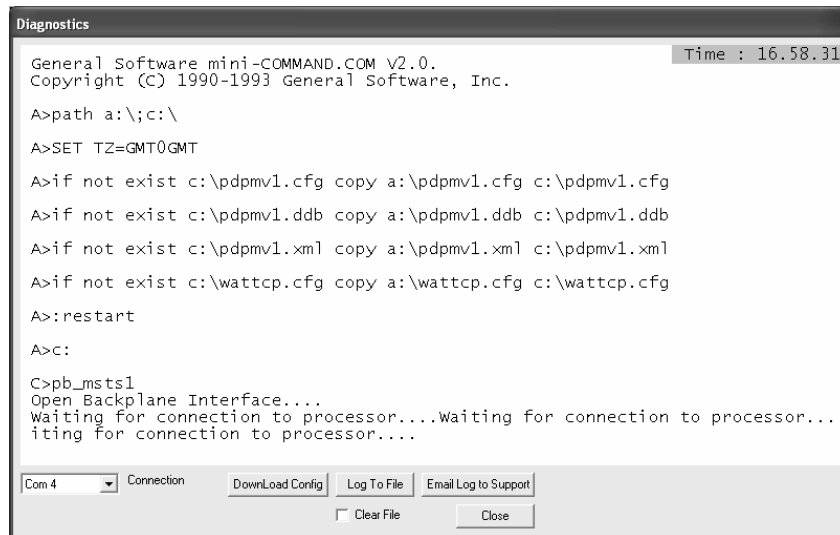 Diagnostics
Time : 16.58.31
General Software mini-COMMAND.COM V2.0.
Copyright (C) 1990-1993 General Software, Inc.
A>path a:\;c:\
A>SET TZ=GMT0GMT
A>if not exist c:\pdpmv1.cfg copy a:\pdpmv1.cfg c:\pdpmv1.cfg
A>if not exist c:\pdpmv1.ddb copy a:\pdpmv1.ddb c:\pdpmv1.ddb
A>if not exist c:\pdpmv1.xml copy a:\pdpmv1.xml c:\pdpmv1.xml
A>if not exist c:\wattcp.cfg copy a:\wattcp.cfg c:\wattcp.cfg
A>:restart
A>c:
C>pb_msts1
Open Backplane Interface....
Waiting for connection to processor....Waiting for connection to processor...
iting for connection to processor....
Com 4 Connection DownLoad Config Log To File Email Log to Support
Clear File Close